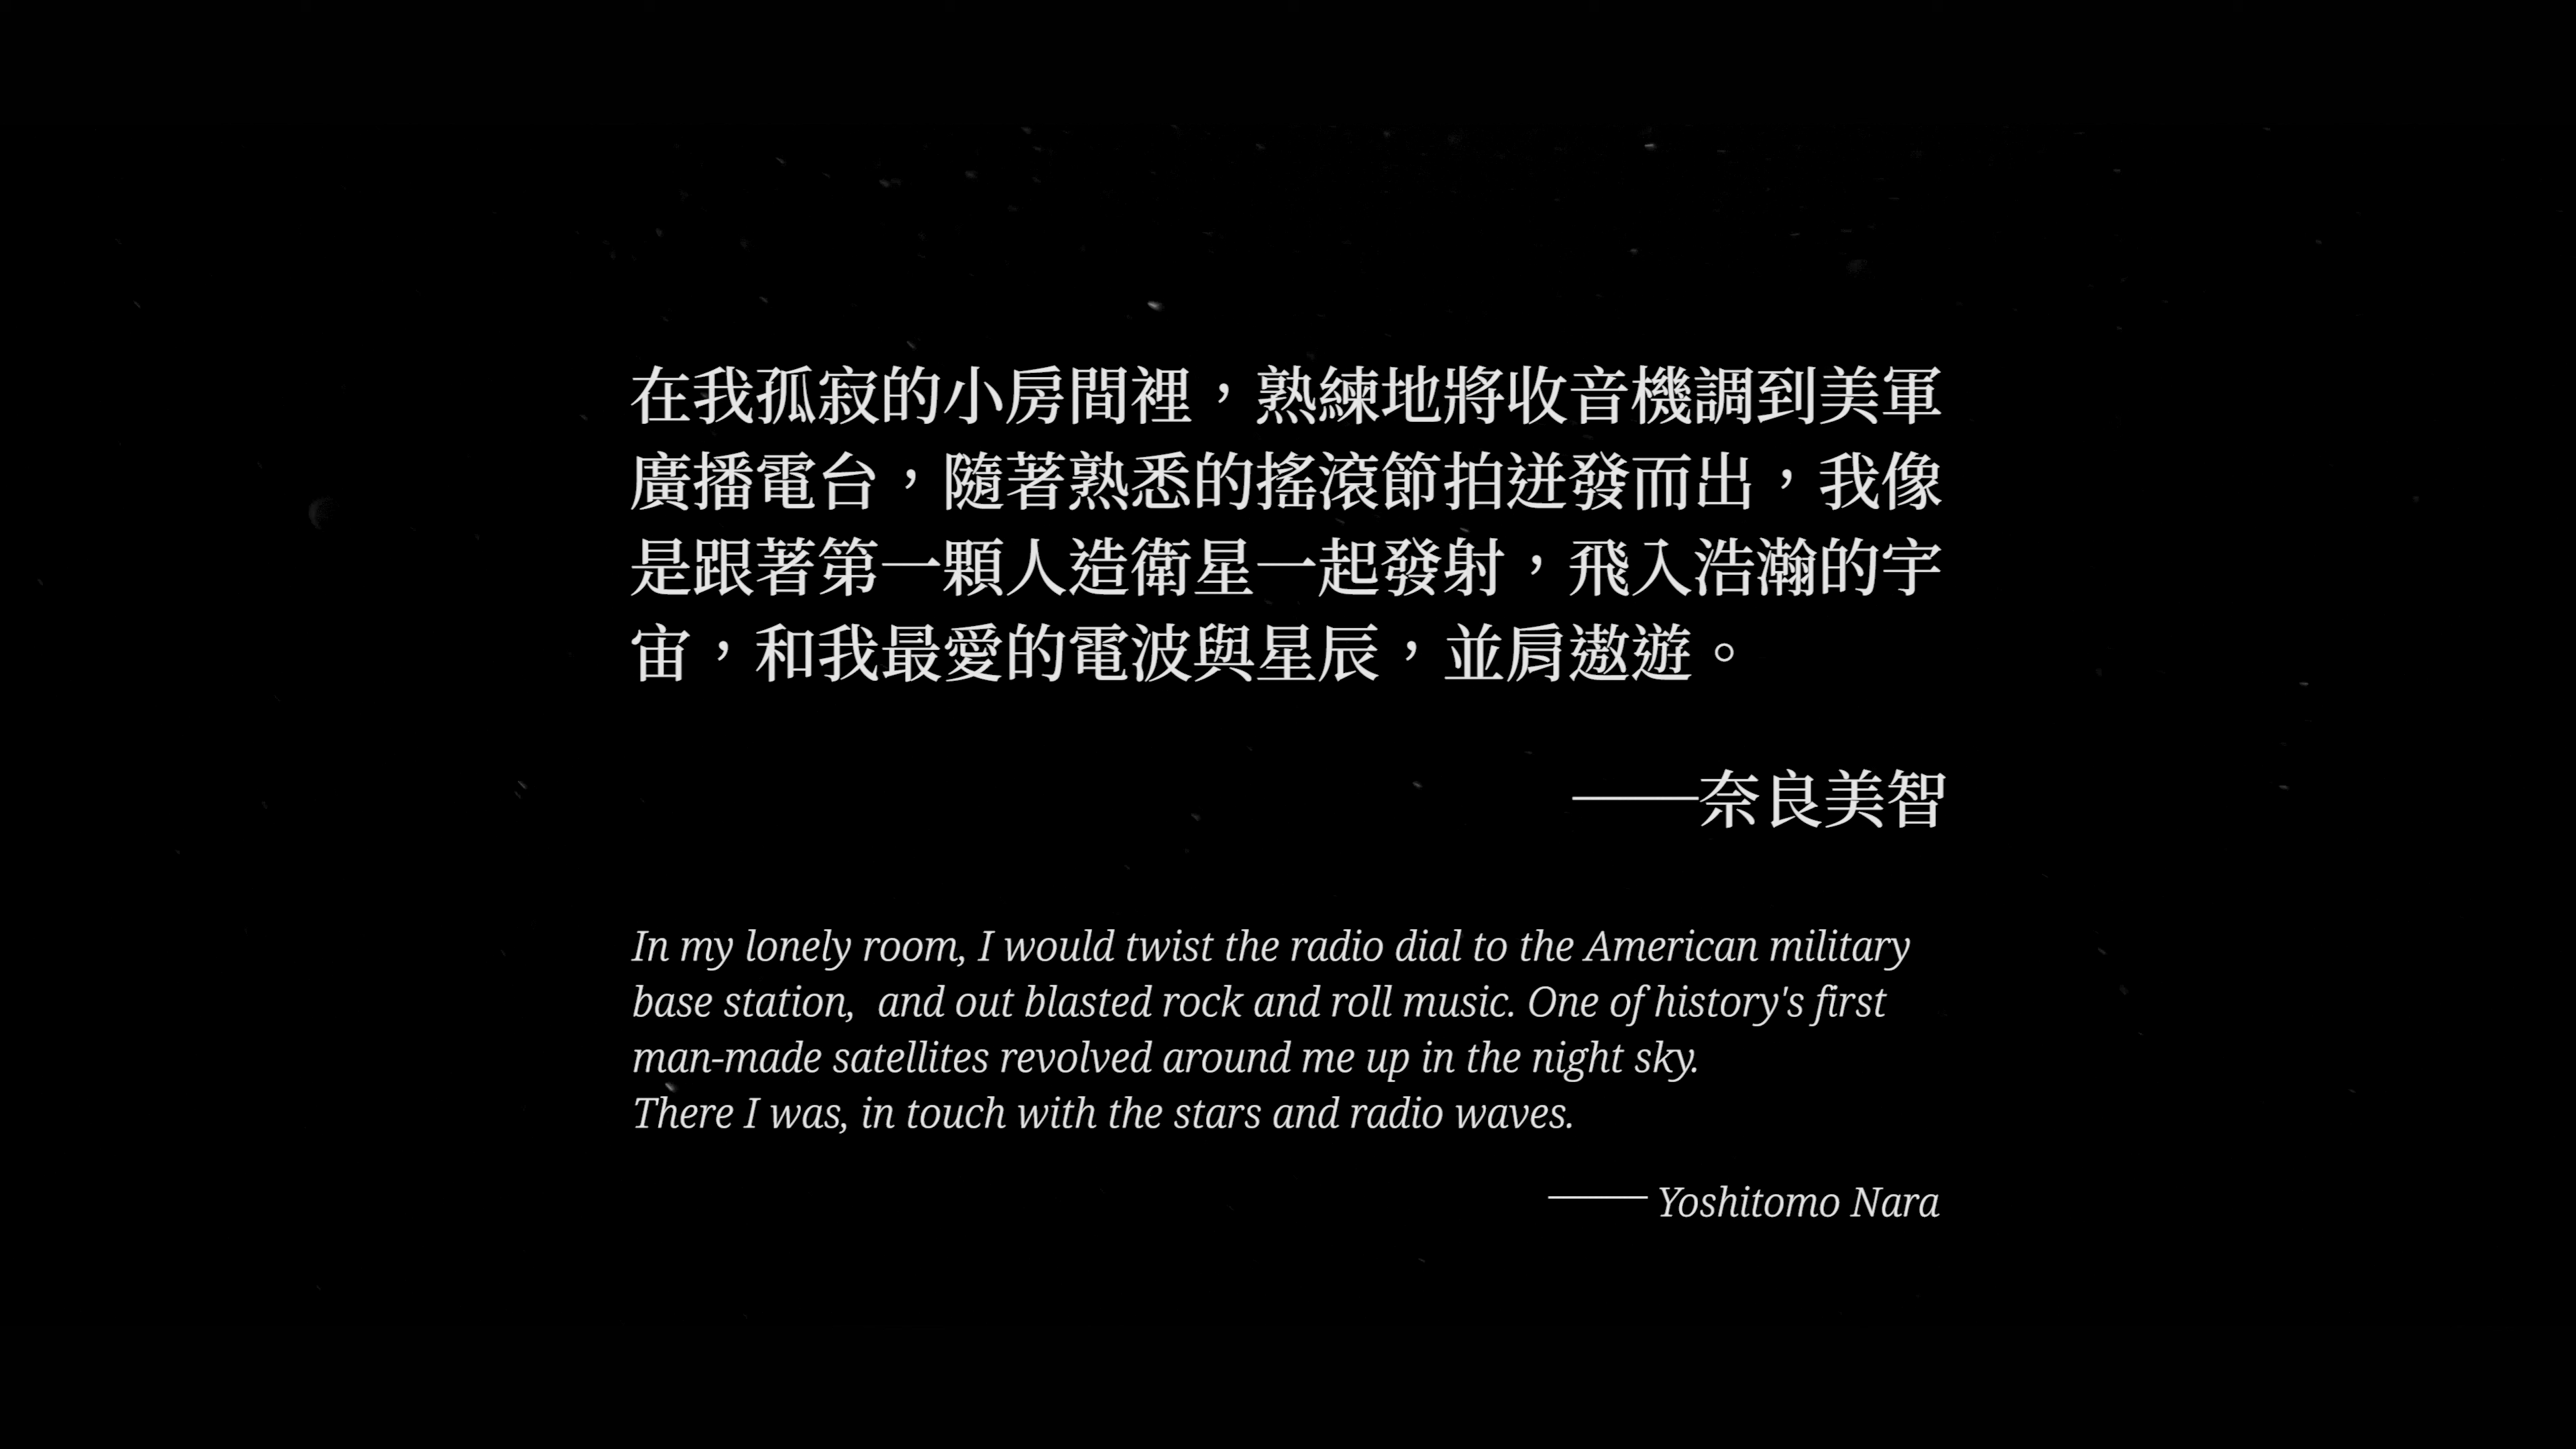 在我孤寂的小房間裡，熟練地將收音機調到美軍
廣播電台，隨著熟悉的搖滾節拍迸發而出，我像
是跟著第一顆人造衛星一起發射，飛入浩瀚的宇
宙，和我最愛的電波與星辰，並肩遨遊。
——奈良美智
In my lonely room, I would twist the radio dial to the American military
base station,  and out blasted rock and roll music. One of history's first
man-made satellites revolved around me up in the night sky.
There I was, in touch with the stars and radio waves.
—— Yoshitomo Nara